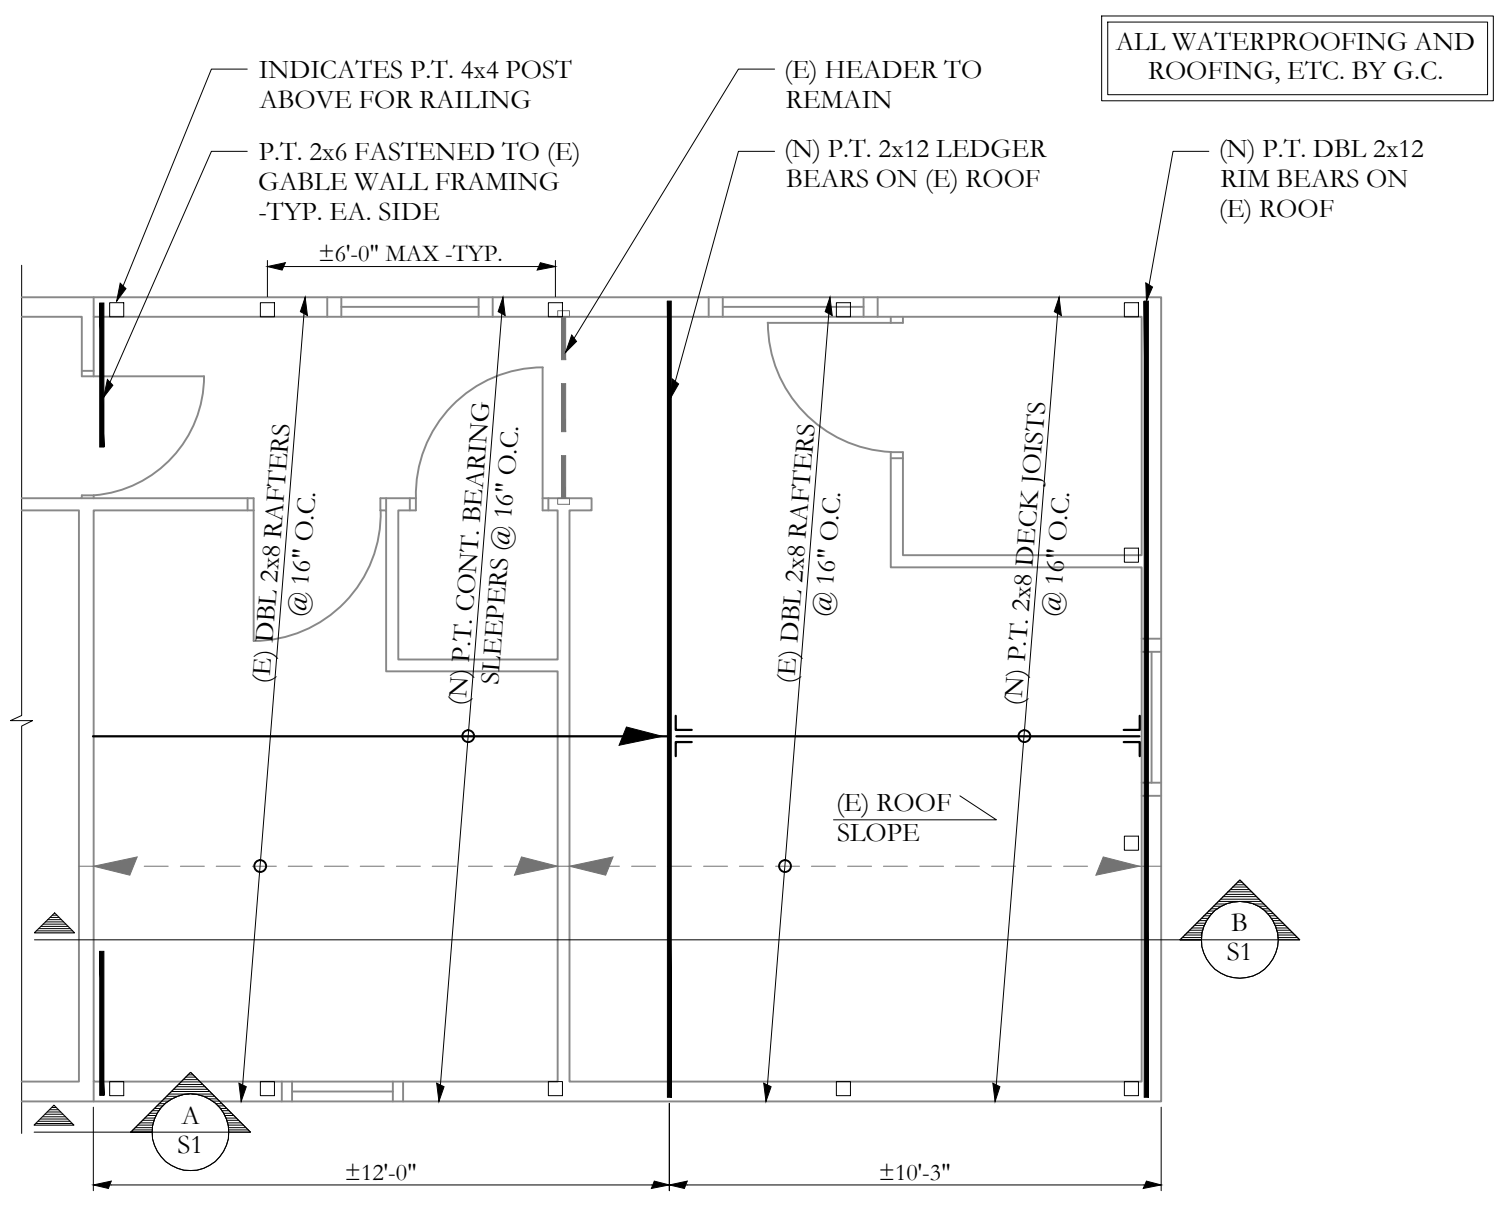 ALL WATERPROOFING AND
ROOFING, ETC. BY G.C.
INDICATES P.T. 4x4 POST
ABOVE FOR RAILING
P.T. 2x6 FASTENED TO (E)
GABLE WALL FRAMING
-TYP. EA. SIDE
(E) HEADER TO
REMAIN
(N) P.T. 2x12 LEDGER
BEARS ON (E) ROOF
(N) P.T. DBL 2x12
RIM BEARS ON
(E) ROOF
±6'-0" MAX -TYP.
(E) DBL 2x8 RAFTERS
@ 16" O.C.
(N) P.T. CONT. BEARING
SLEEPERS @ 16" O.C.
(E) DBL 2x8 RAFTERS
@ 16" O.C.
(N) P.T. 2x8 DECK JOISTS
@ 16" O.C.
(E) ROOF
SLOPE
B
S1
A
S1
±12'-0"
±10'-3"